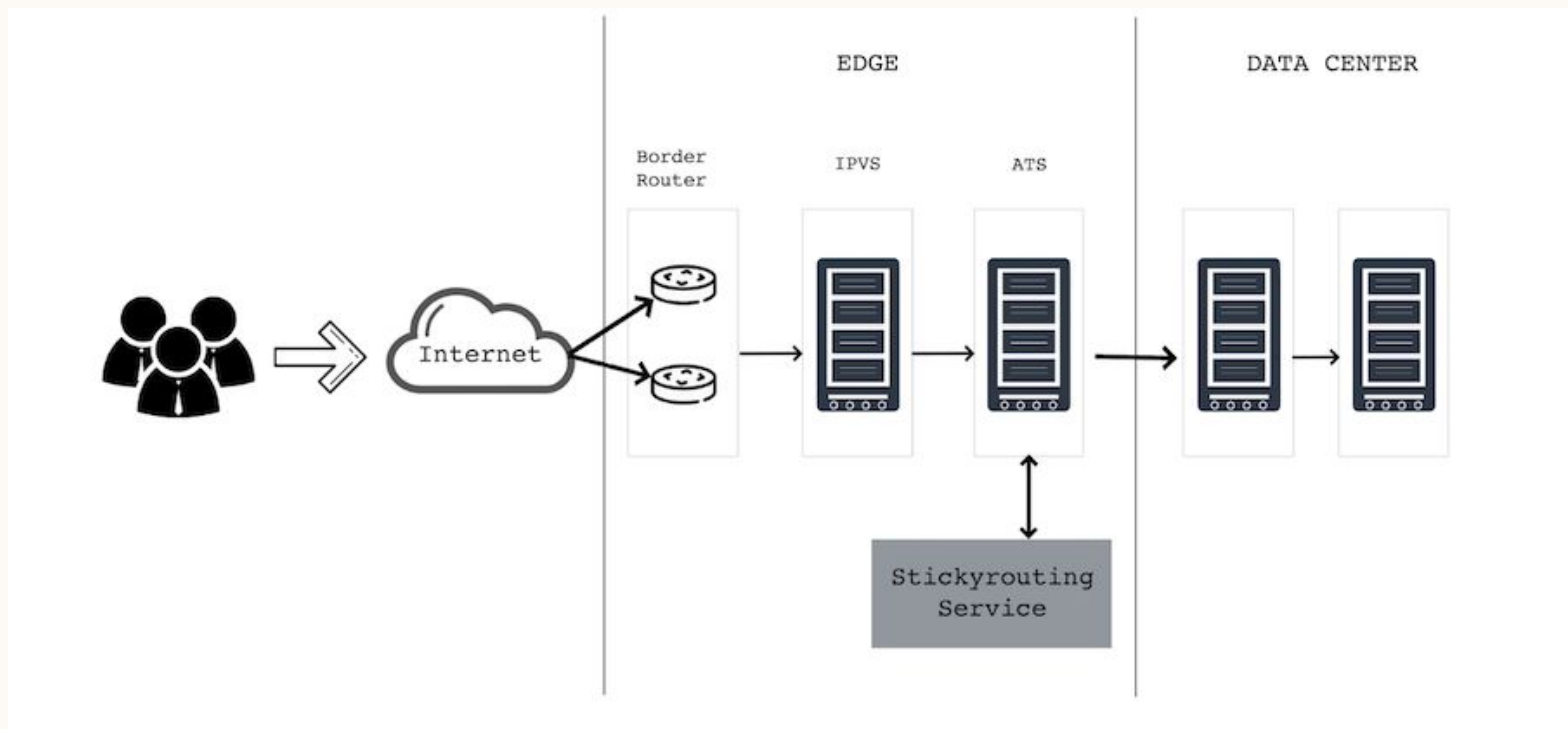 EDGE
DATA CENTER
Border
Router
IPVS
ATS
Internet
Stickyrouting
Service